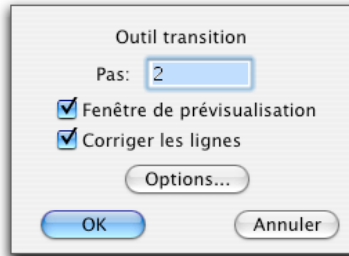 Outil transition
Pas: 2
Fenêtre de prévisualisation
Corriger les lignes
Options...
OK Annuler